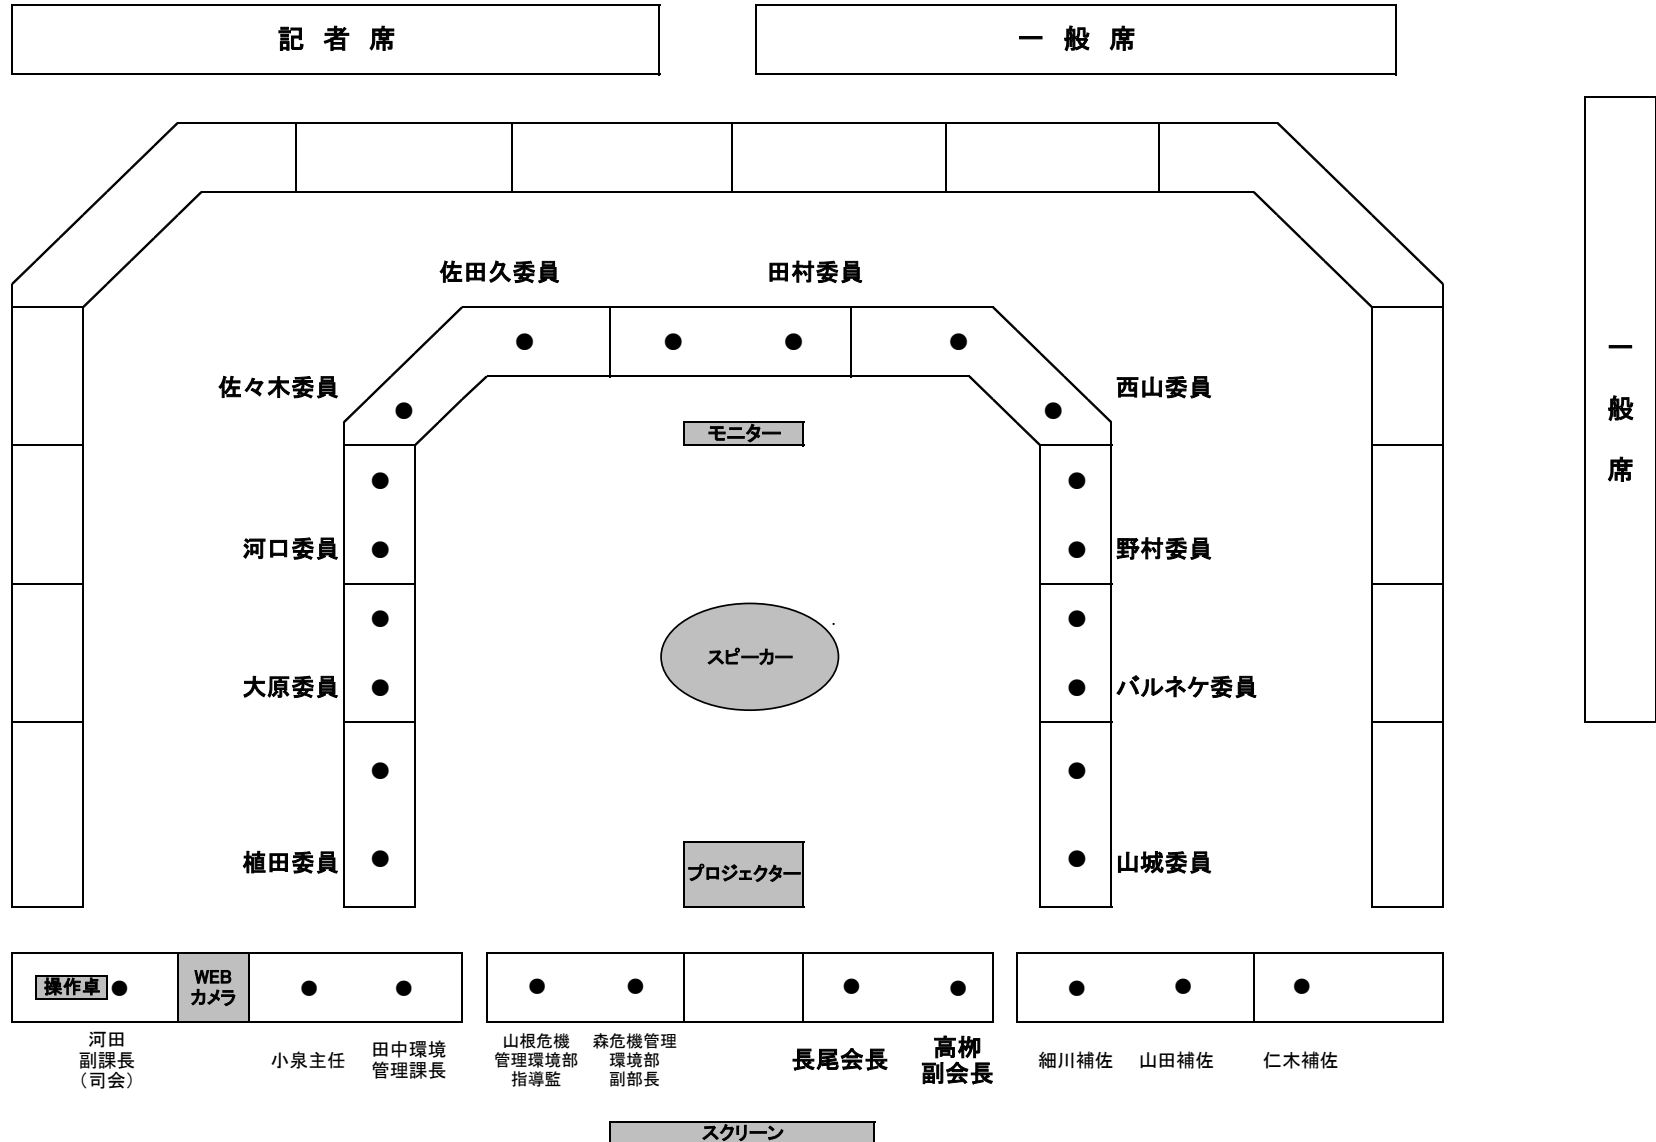 記者席
一般席
一般席
佐田久委員
田村委員
佐々木委員
西山委員
モニター
河口委員
野村委員
スピーカー
大原委員
バルネケ委員
プロジェクター
植田委員
山城委員
操作卓
WEB
カメラ
河田
副課長
（司会）
小泉主任
田中環境
管理課長
山根危機
管理環境部
指導監
森危機管理
環境部
副部長
長尾会長
高栁
副会長
細川補佐
山田補佐
仁木補佐
スクリーン